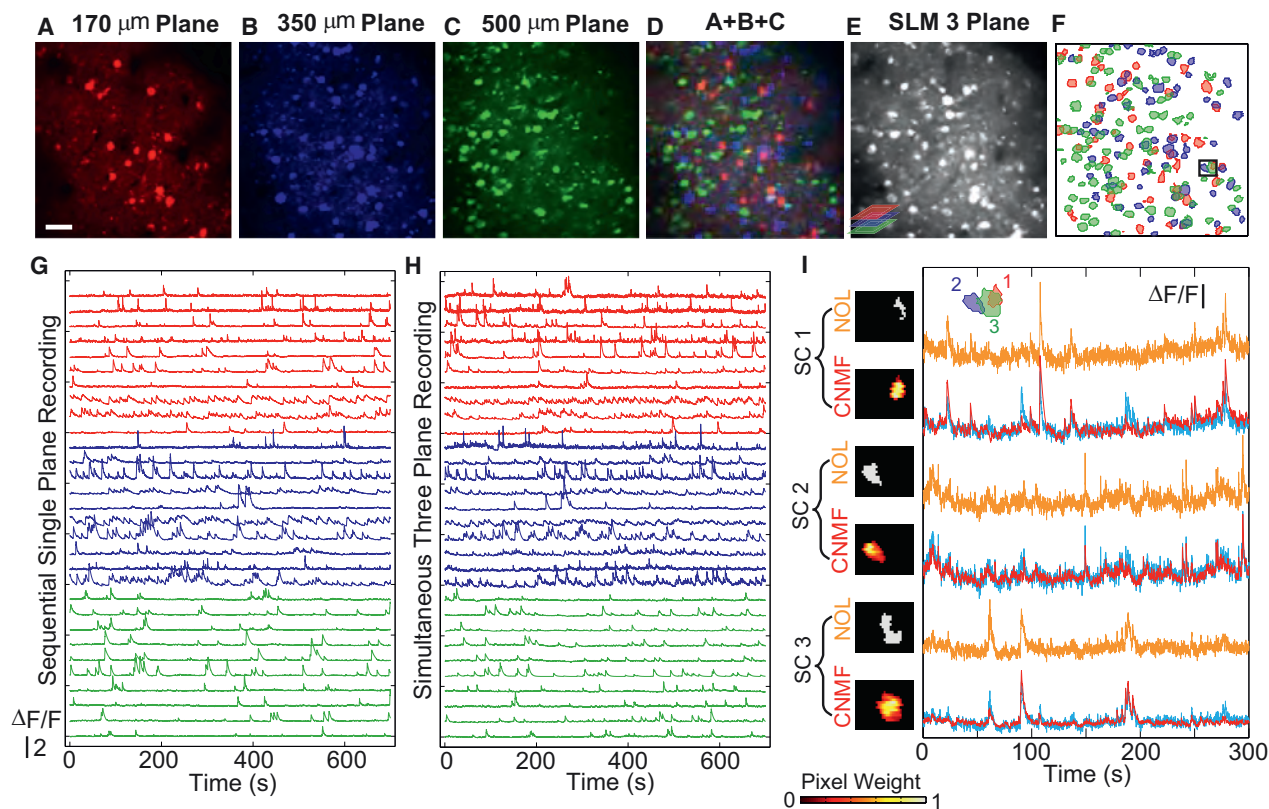 A 170 μm Plane
B 350 μm Plane
C 500 μm Plane
D A+B+C
E SLM 3 Plane
F
G
Sequential Single Plane Recording
ΔF/F
2
0 200 400 600
Time (s)
H
Simultaneous Three Plane Recording
0 200 400 600
Time (s)
I
SC 1
NOL
CNMF
SC 2
NOL
CNMF
SC 3
NOL
CNMF
2
1
3
ΔF/F
0 100 200 300
Time (s)
Pixel Weight
0 1